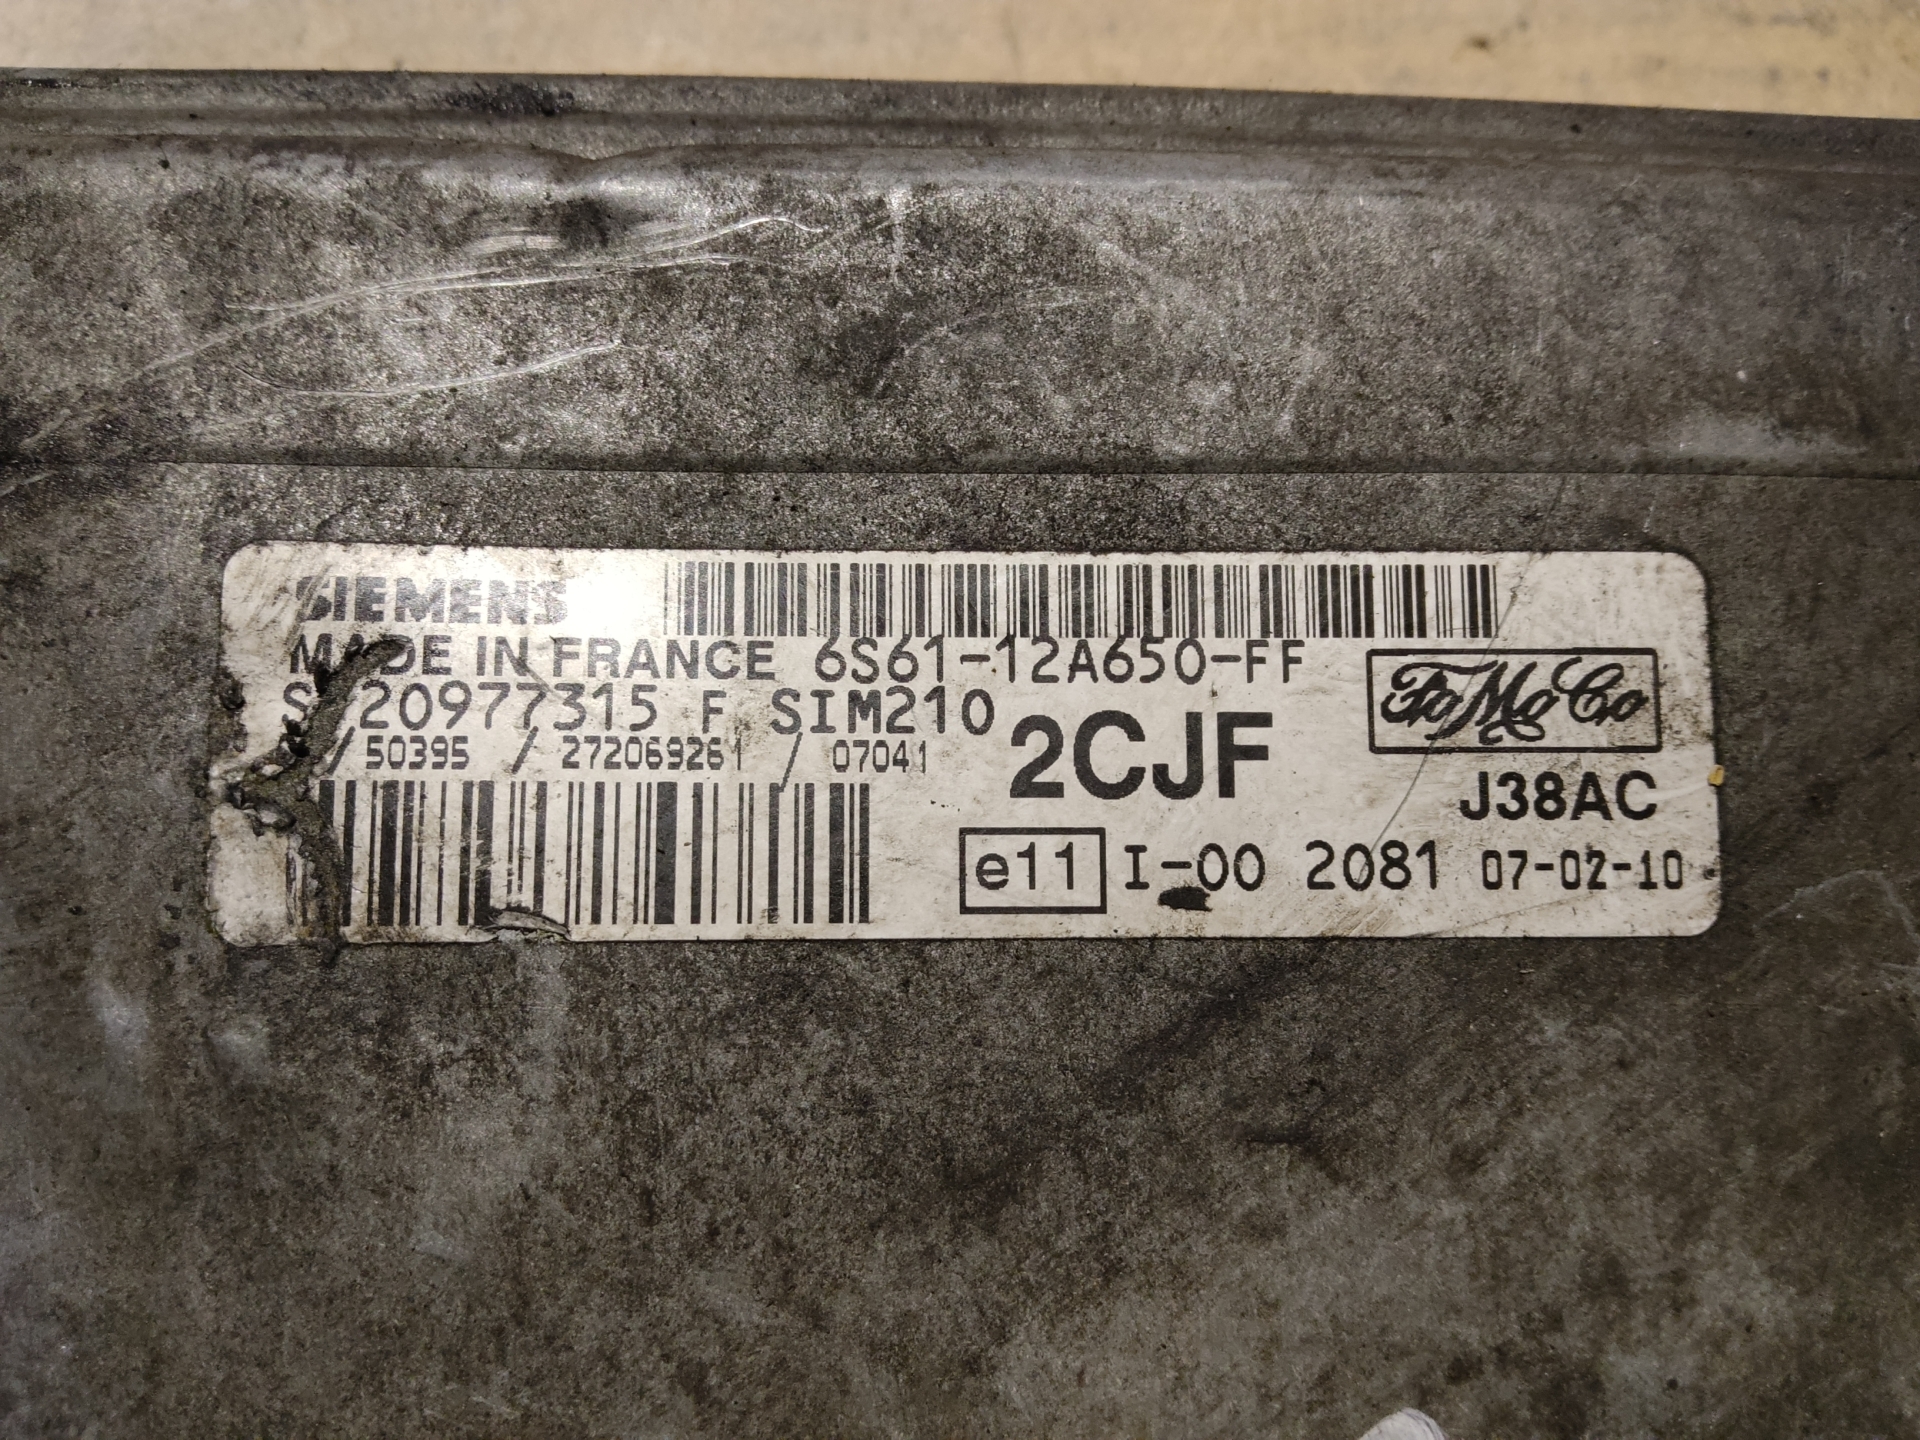 SIEMENS
MADE IN FRANCE 6S61-12A650-FF
20977315 F SIM210
FoMoCo
/50395 / 272069261 / 07041
2CJF
J38AC
e11 I-00 2081 07-02-10